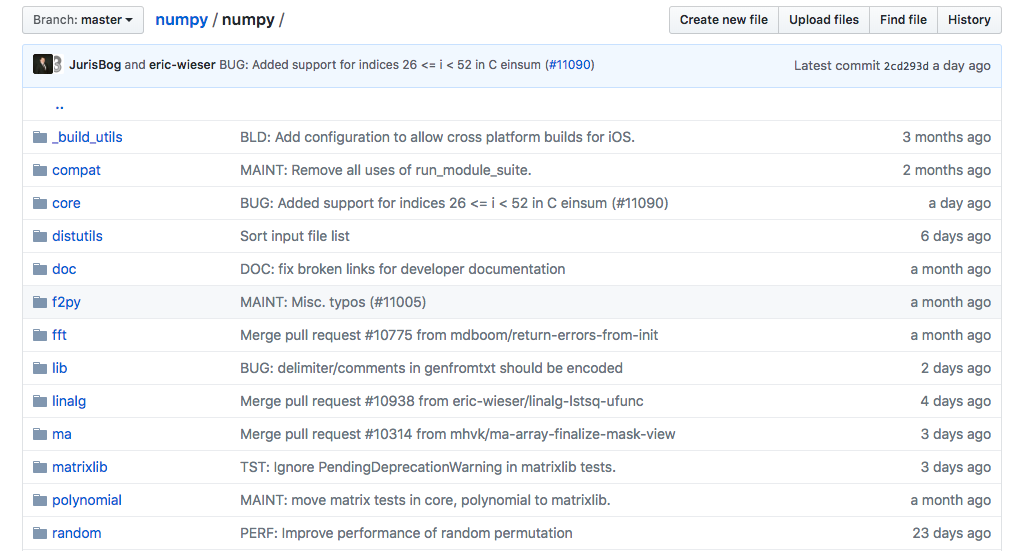 Branch: master numpy / numpy / Create new file Upload files Find file History
JurisBog and eric-wieser BUG: Added support for indices 26 <= i < 52 in C einsum (#11090) Latest commit 2cd293d a day ago
..
_build_utils BLD: Add configuration to allow cross platform builds for iOS. 3 months ago
compat MAINT: Remove all uses of run_module_suite. 2 months ago
core BUG: Added support for indices 26 <= i < 52 in C einsum (#11090) a day ago
distutils Sort input file list 6 days ago
doc DOC: fix broken links for developer documentation a month ago
f2py MAINT: Misc. typos (#11005) a month ago
fft Merge pull request #10775 from mdboom/return-errors-from-init a month ago
lib BUG: delimiter/comments in genfromtxt should be encoded 2 days ago
linalg Merge pull request #10938 from eric-wieser/linalg-lstsq-ufunc 4 days ago
ma Merge pull request #10314 from mhvk/ma-array-finalize-mask-view 3 days ago
matrixlib TST: Ignore PendingDeprecationWarning in matrixlib tests. 3 days ago
polynomial MAINT: move matrix tests in core, polynomial to matrixlib. a month ago
random PERF: Improve performance of random permutation 23 days ago